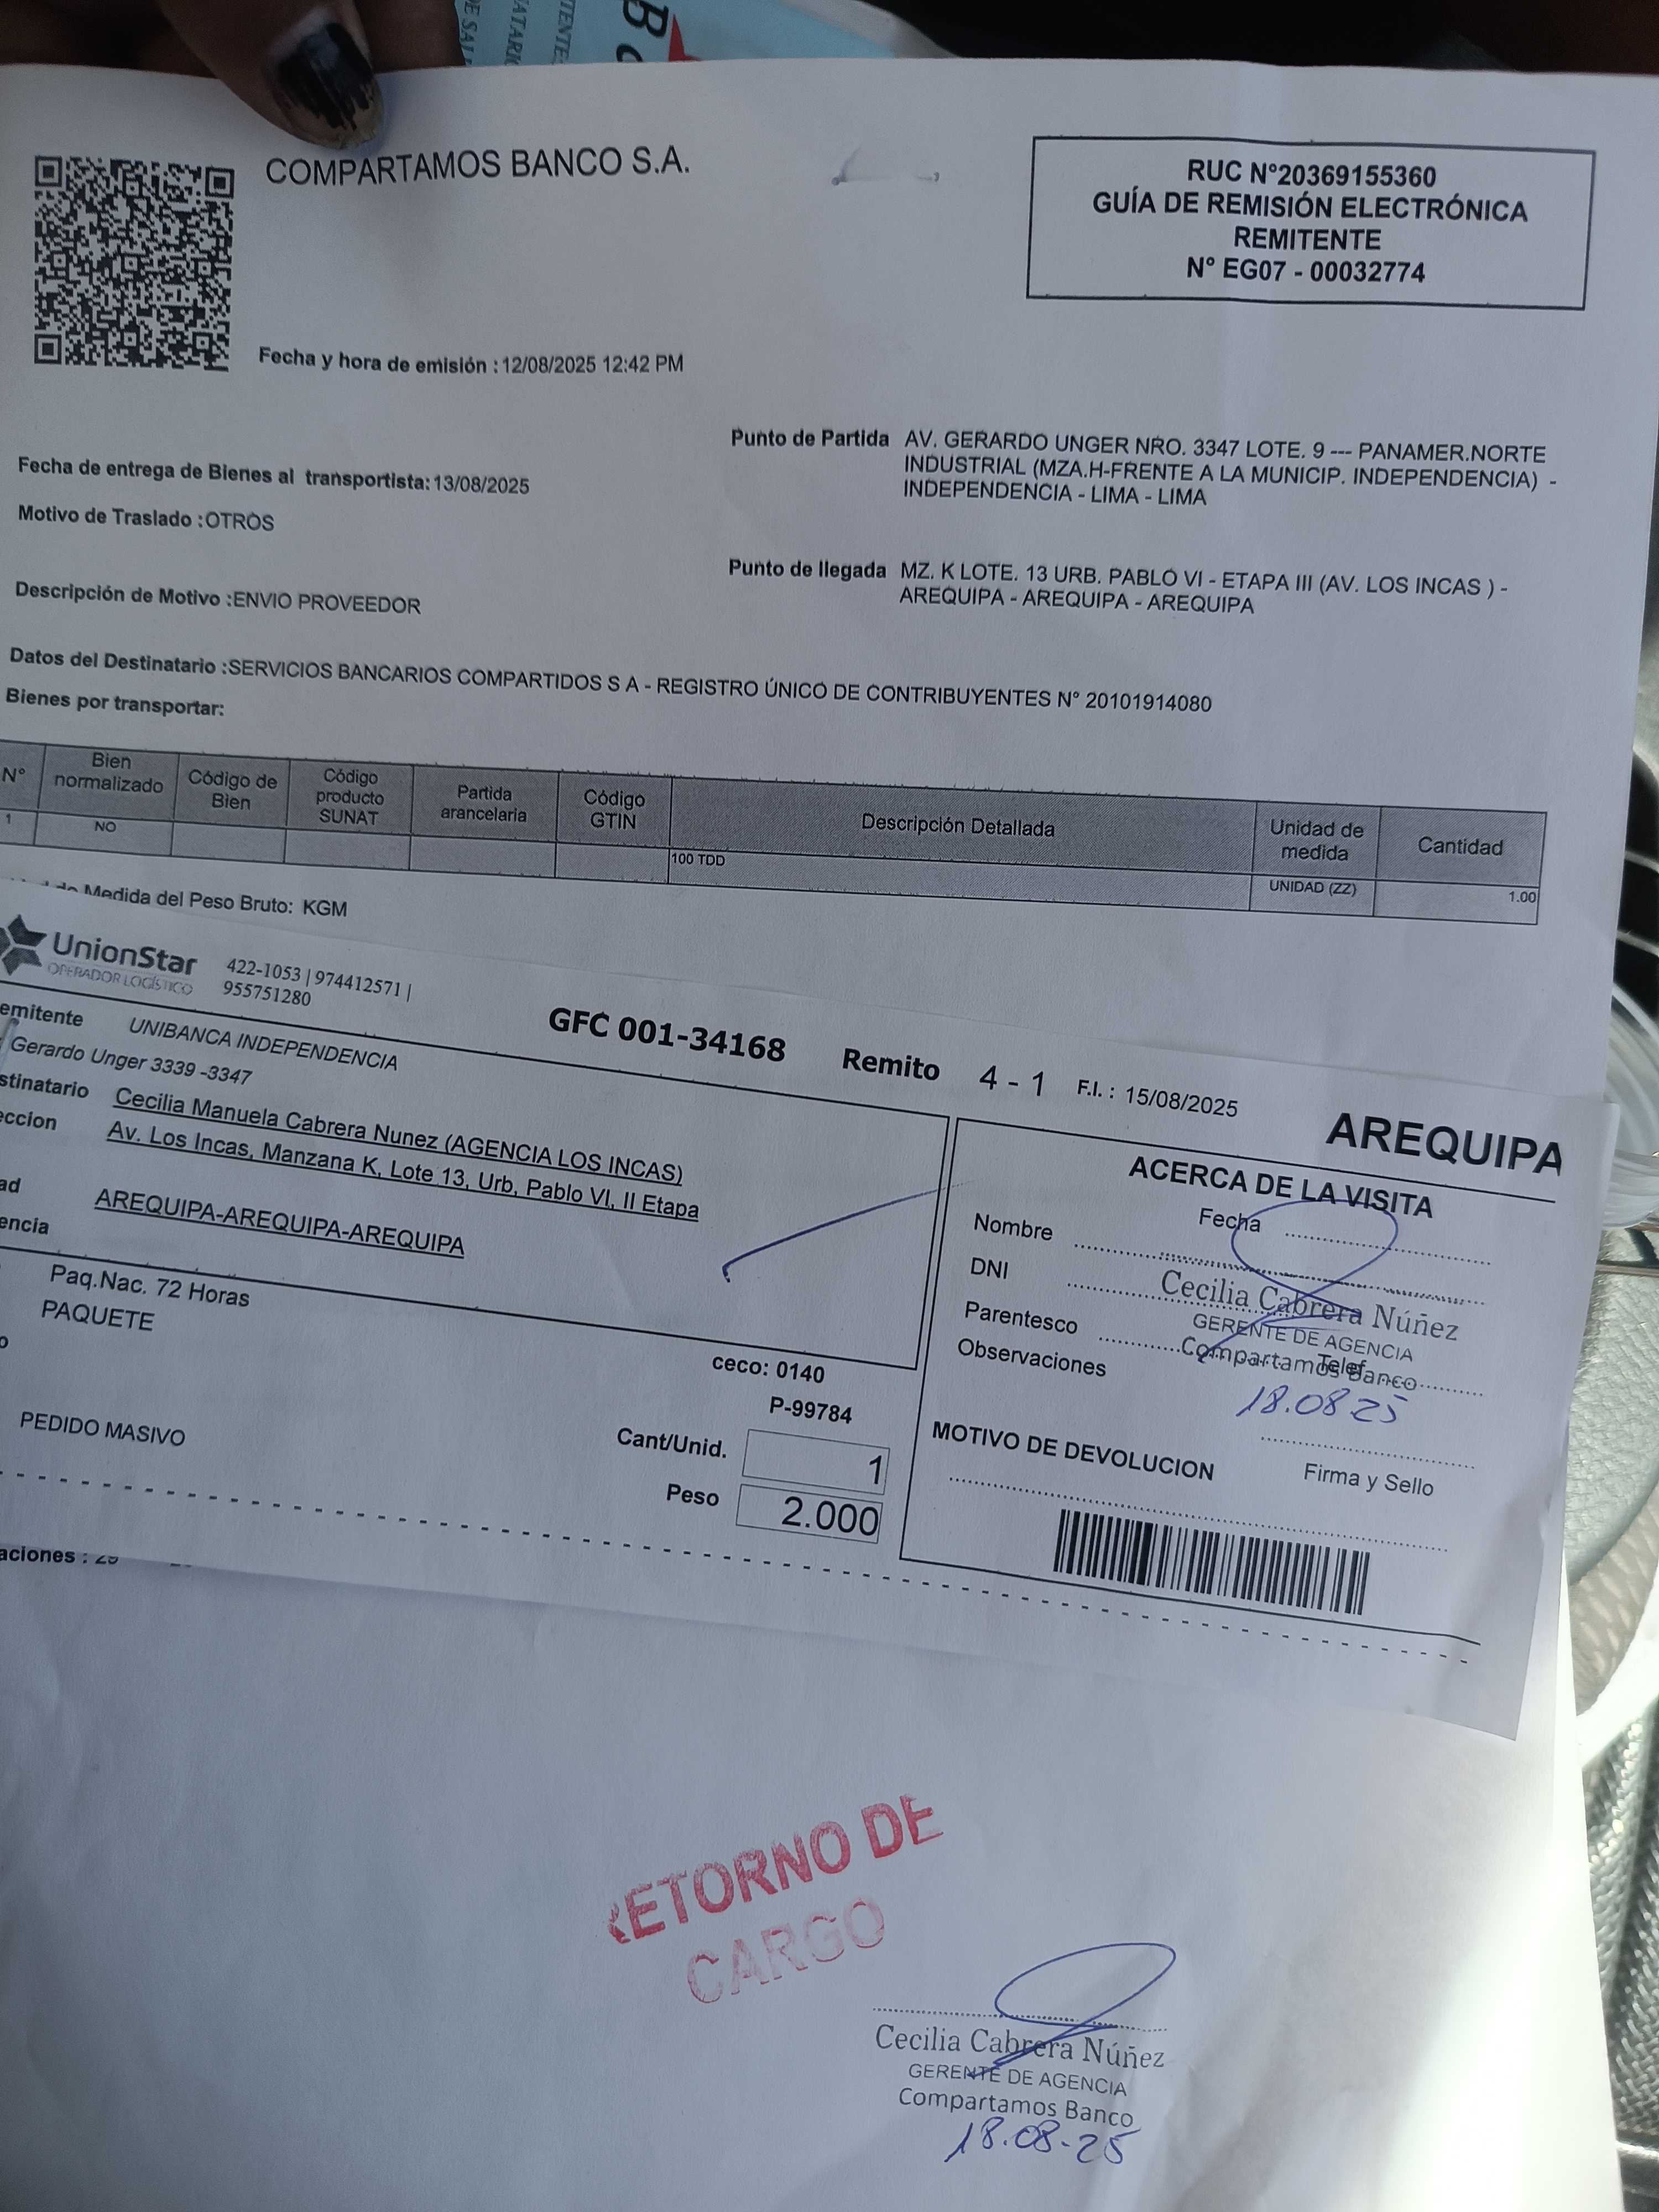 COMPARTAMOS BANCO S.A.
RUC N°20369155360
GUÍA DE REMISIÓN ELECTRÓNICA
REMITENTE
N° EG07 - 00032774
Fecha y hora de emisión : 12/08/2025 12:42 PM
Punto de Partida AV. GERARDO UNGER NRO. 3347 LOTE. 9 --- PANAMER.NORTE
INDUSTRIAL (MZA.H-FRENTE A LA MUNICIP. INDEPENDENCIA) -
INDEPENDENCIA - LIMA - LIMA
Fecha de entrega de Bienes al transportista: 13/08/2025
Motivo de Traslado : OTROS
Punto de llegada MZ. K LOTE. 13 URB. PABLO VI - ETAPA III (AV. LOS INCAS ) -
AREQUIPA - AREQUIPA - AREQUIPA
Descripción de Motivo : ENVIO PROVEEDOR
Datos del Destinatario : SERVICIOS BANCARIOS COMPARTIDOS S A - REGISTRO ÚNICO DE CONTRIBUYENTES N° 20101914080
Bienes por transportar:
N° Bien normalizado Código de Bien Código producto SUNAT Partida arancelaria Código GTIN Descripción Detallada Unidad de medida Cantidad
1 NO 100 TDD UNIDAD (ZZ) 1.00
Medida del Peso Bruto: KGM
UnionStar
OPERADOR LOGÍSTICO
422-1053 | 974412571 |
955751280
GFC 001-34168 Remito 4 - 1 F.I. : 15/08/2025
AREQUIPA
emitente UNIBANCA INDEPENDENCIA
Gerardo Unger 3339 -3347
stinatario Cecilia Manuela Cabrera Nunez (AGENCIA LOS INCAS)
eccion Av. Los Incas, Manzana K, Lote 13, Urb, Pablo VI, II Etapa
ad AREQUIPA-AREQUIPA-AREQUIPA
encia
Paq.Nac. 72 Horas
PAQUETE
o
ceco: 0140
P-99784
PEDIDO MASIVO
Cant/Unid. 1
Peso 2.000
ACERCA DE LA VISITA
Fecha
Nombre
DNI
Cecilia Cabrera Núñez
GERENTE DE AGENCIA
Parentesco
Compartamos Banco
Telef
Observaciones
18.08 25
MOTIVO DE DEVOLUCION
Firma y Sello
aciones : 29
RETORNO DE
CARGO
Cecilia Cabrera Núñez
GERENTE DE AGENCIA
Compartamos Banco
18.08-25